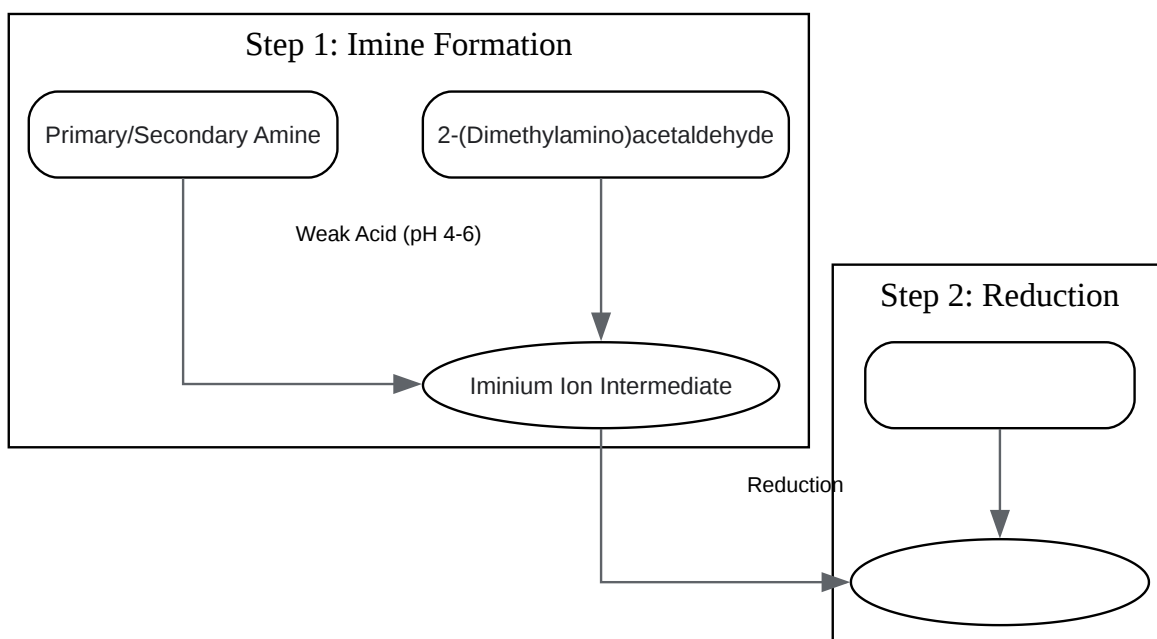 Step 1: Imine Formation
Primary/Secondary Amine
2-(Dimethylamino)acetaldehyde
Weak Acid (pH 4-6)
Step 2: Reduction
Iminium Ion Intermediate
Reduction